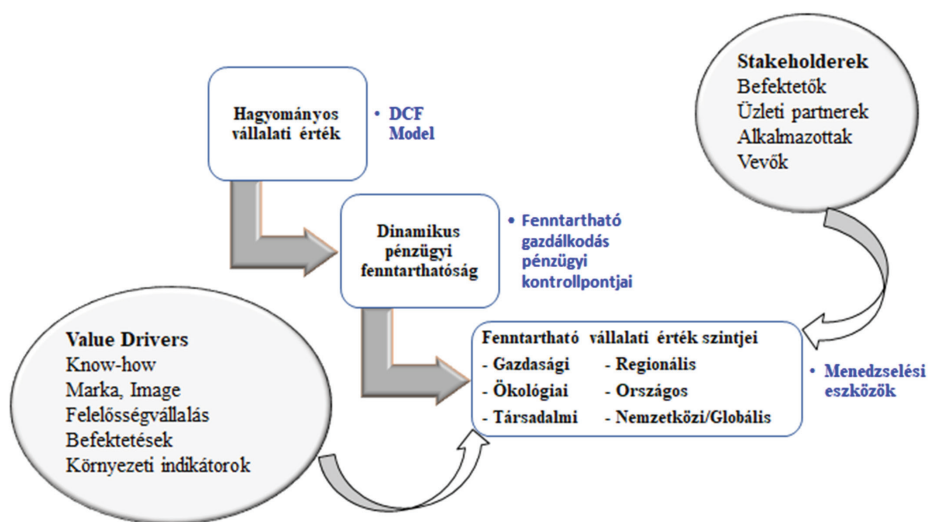 Hagyományos
vállalati érték
• DCF
Model
Stakeholderek
Befektetők
Üzleti partnerek
Alkalmazottak
Vevők
Dinamikus
pénzügyi
fenntarthatóság
• Fenntartható
gazdálkodás
pénzügyi
kontrollpontjai
Value Drivers
Know-how
Marka, Image
Felelősségvállalás
Befektetések
Környezeti indikátorok
Fenntartható vállalati érték szintjei
- Gazdasági - Regionális
- Ökológiai - Országos
- Társadalmi - Nemzetközi/Globális
• Menedzselési
eszközök